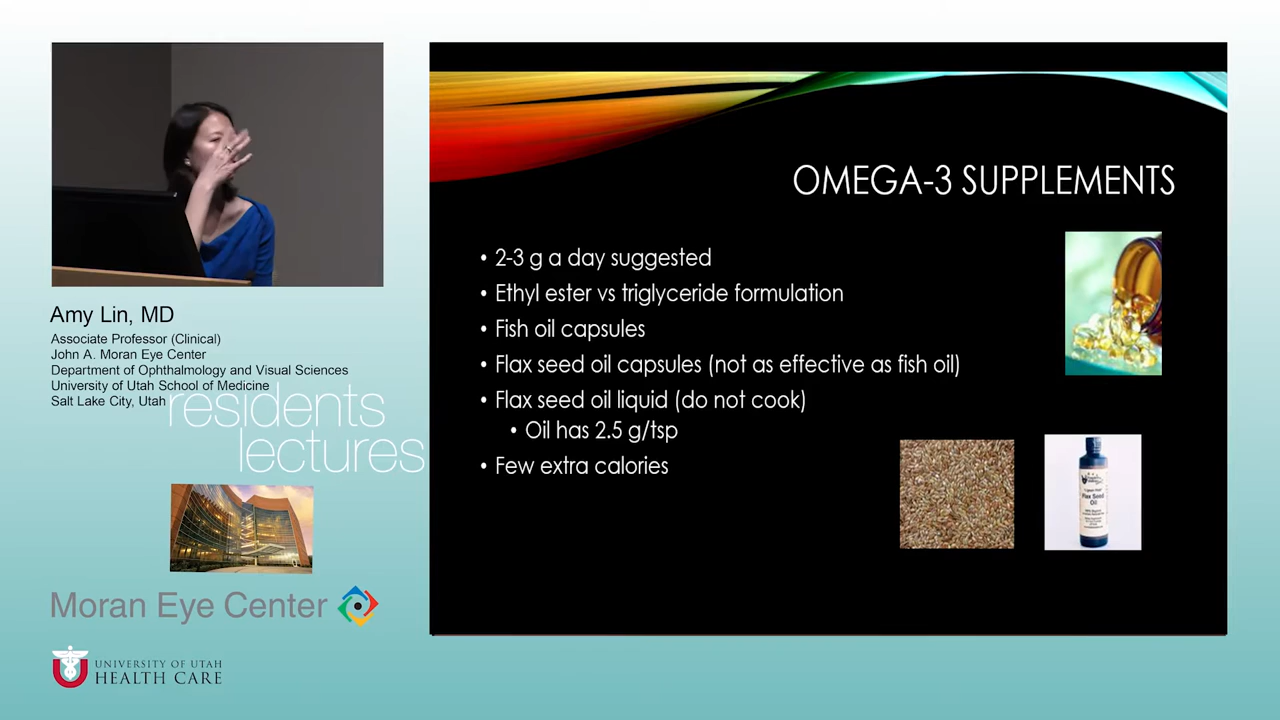 OMEGA-3 SUPPLEMENTS
• 2-3 g a day suggested
• Ethyl ester vs triglyceride formulation
• Fish oil capsules
• Flax seed oil capsules (not as effective as fish oil)
• Flax seed oil liquid (do not cook)
• Oil has 2.5 g/tsp
• Few extra calories
Flax Seed
Oil
Amy Lin, MD
Associate Professor (Clinical)
John A. Moran Eye Center
Department of Ophthalmology and Visual Sciences
University of Utah School of Medicine
Salt Lake City, Utah
residents
lectures
Moran Eye Center
UNIVERSITY OF UTAH
HEALTH CARE